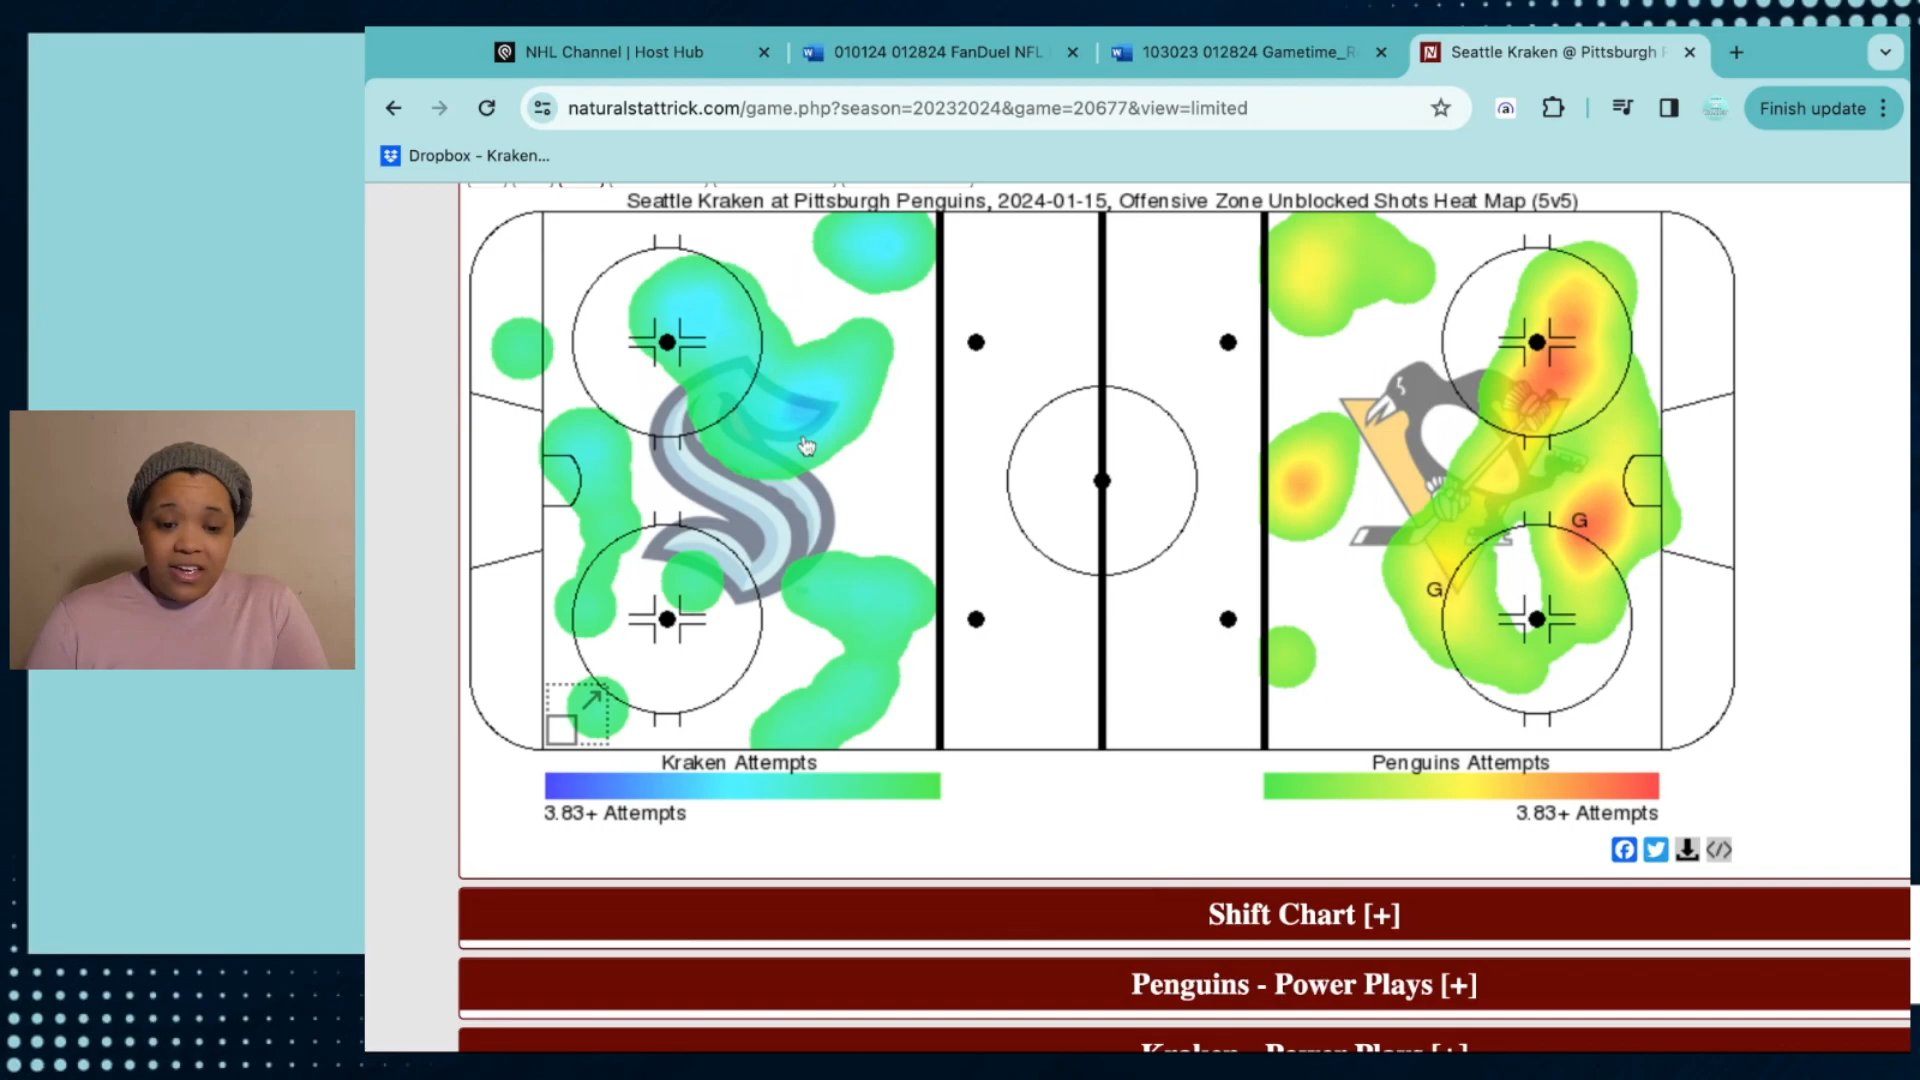 NHL Channel | Host Hub
010124 012824 FanDuel NFL
103023 012824 Gametime_R
Seattle Kraken @ Pittsburgh P
naturalstattrick.com/game.php?season=20232024&game=20677&view=limited
Finish update
Dropbox - Kraken...
Seattle Kraken at Pittsburgh Penguins, 2024-01-15, Offensive Zone Unblocked Shots Heat Map (5v5)
G
G
Kraken Attempts
Penguins Attempts
3.83+ Attempts
3.83+ Attempts
Shift Chart [+]
Penguins - Power Plays [+]
Kraken - Power Plays [+]